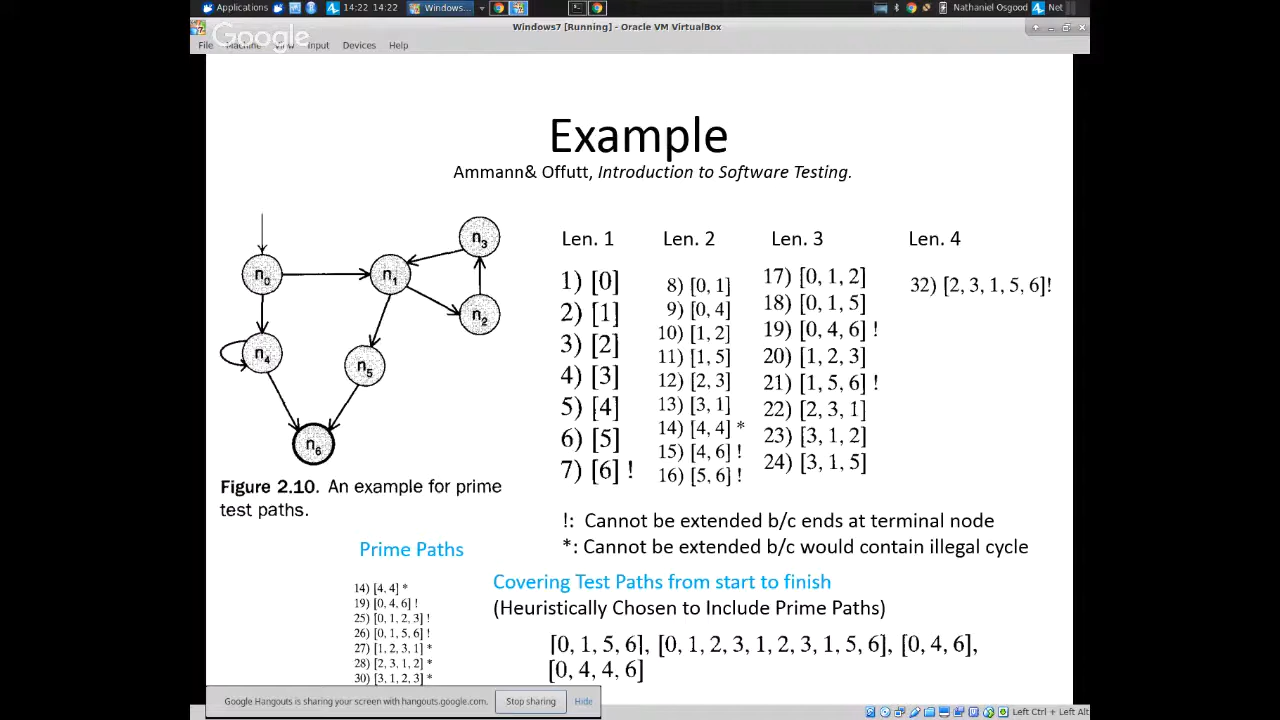 Applications 14:22 14:22 Windows... Nathaniel Osgood Net
Windows7 [Running] - Oracle VM VirtualBox
File Machine View Input Devices Help
Google
Example
Ammann& Offutt, Introduction to Software Testing.
n0
n1
n2
n3
n4
n5
n6
Figure 2.10. An example for prime
test paths.
Len. 1
1) [0]
2) [1]
3) [2]
4) [3]
5) [4]
6) [5]
7) [6] !
Len. 2
8) [0, 1]
9) [0, 4]
10) [1, 2]
11) [1, 5]
12) [2, 3]
13) [3, 1]
14) [4, 4] *
15) [4, 6] !
16) [5, 6] !
Len. 3
17) [0, 1, 2]
18) [0, 1, 5]
19) [0, 4, 6] !
20) [1, 2, 3]
21) [1, 5, 6] !
22) [2, 3, 1]
23) [3, 1, 2]
24) [3, 1, 5]
Len. 4
32) [2, 3, 1, 5, 6]!
!: Cannot be extended b/c ends at terminal node
*: Cannot be extended b/c would contain illegal cycle
Prime Paths
14) [4, 4] *
19) [0, 4, 6] !
25) [0, 1, 2, 3] !
26) [0, 1, 5, 6] !
27) [1, 2, 3, 1] *
28) [2, 3, 1, 2] *
30) [3, 1, 2, 3] *
Covering Test Paths from start to finish
(Heuristically Chosen to Include Prime Paths)
[0, 1, 5, 6], [0, 1, 2, 3, 1, 2, 3, 1, 5, 6], [0, 4, 6],
[0, 4, 4, 6]
Google Hangouts is sharing your screen with hangouts.google.com. Stop sharing Hide
Left Ctrl + Left Alt